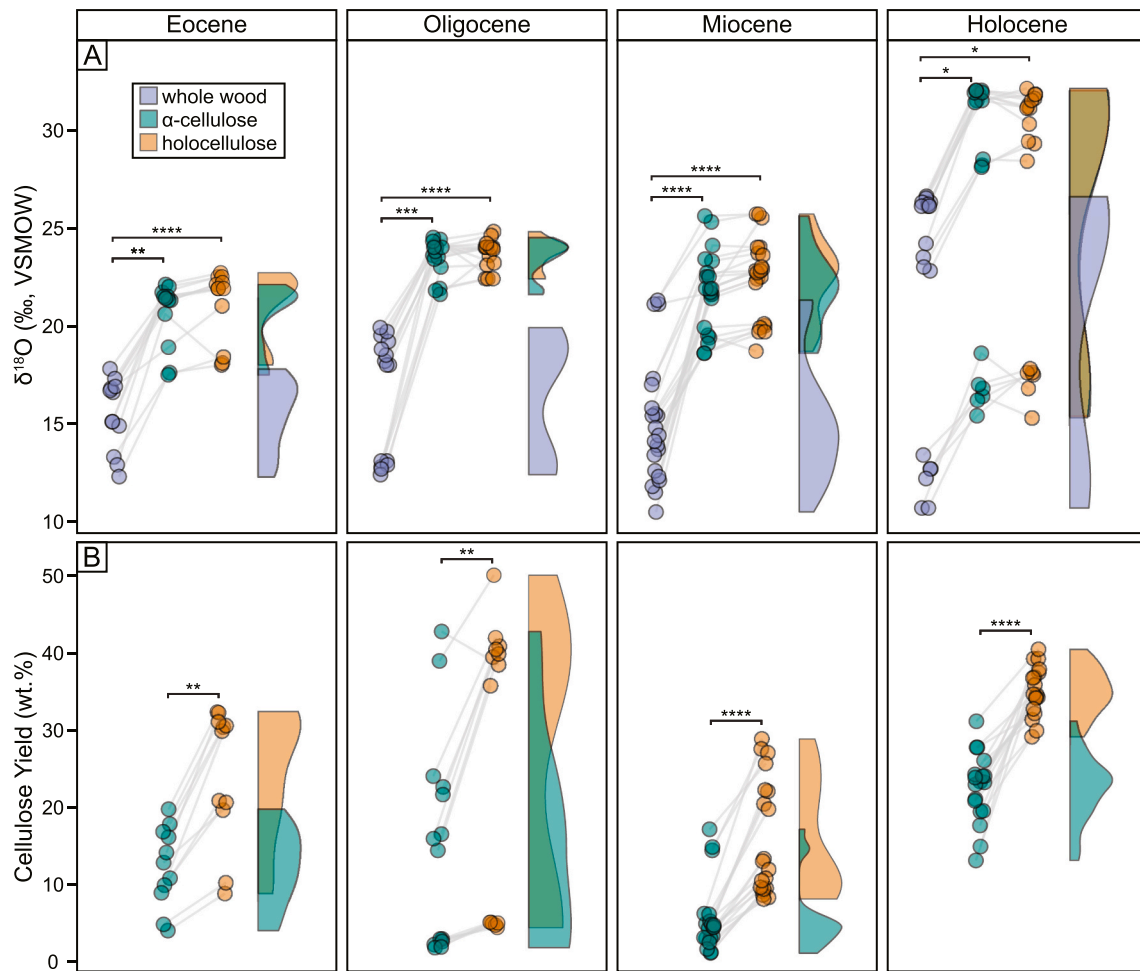 Eocene Oligocene Miocene Holocene
A
whole wood
α-cellulose
holocellulose
δ¹⁸O (‰, VSMOW)
30
25
20
15
10
** ****
*** ****
**** ****
* *
B
Cellulose Yield (wt.%)
50
40
30
20
10
0
** ** **** ****